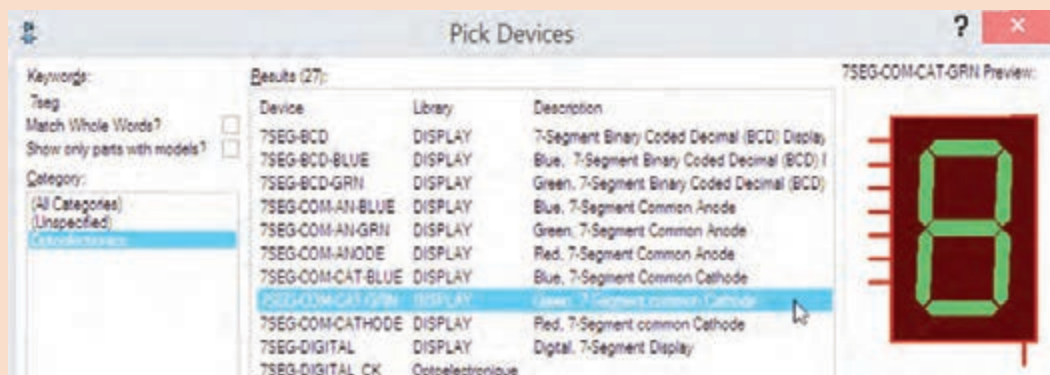 Pick Devices ? ×
Keywords:
7seg
Match Whole Words?
Show only parts with models?
Category:
(All Categories)
(Unspecified)
Optoelectronics
Results (27):
Device Library Description
7SEG-BCD DISPLAY 7-Segment Binary Coded Decimal (BCD) Display
7SEG-BCD-BLUE DISPLAY Blue, 7-Segment Binary Coded Decimal (BCD)
7SEG-BCD-GRN DISPLAY Green, 7-Segment Binary Coded Decimal (BCD)
7SEG-COM-AN-BLUE DISPLAY Blue, 7-Segment Common Anode
7SEG-COM-AN-GRN DISPLAY Green, 7-Segment Common Anode
7SEG-COM-ANODE DISPLAY Red, 7-Segment Common Anode
7SEG-COM-CAT-BLUE DISPLAY Blue, 7-Segment Common Cathode
7SEG-COM-CAT-GRN DISPLAY Green, 7-Segment common Cathode
7SEG-COM-CATHODE DISPLAY Red, 7-Segment common Cathode
7SEG-DIGITAL DISPLAY Digital, 7-Segment Display
7SEG-DIGITAL_CK Optoelectronique
7SEG-COM-CAT-GRN Preview: